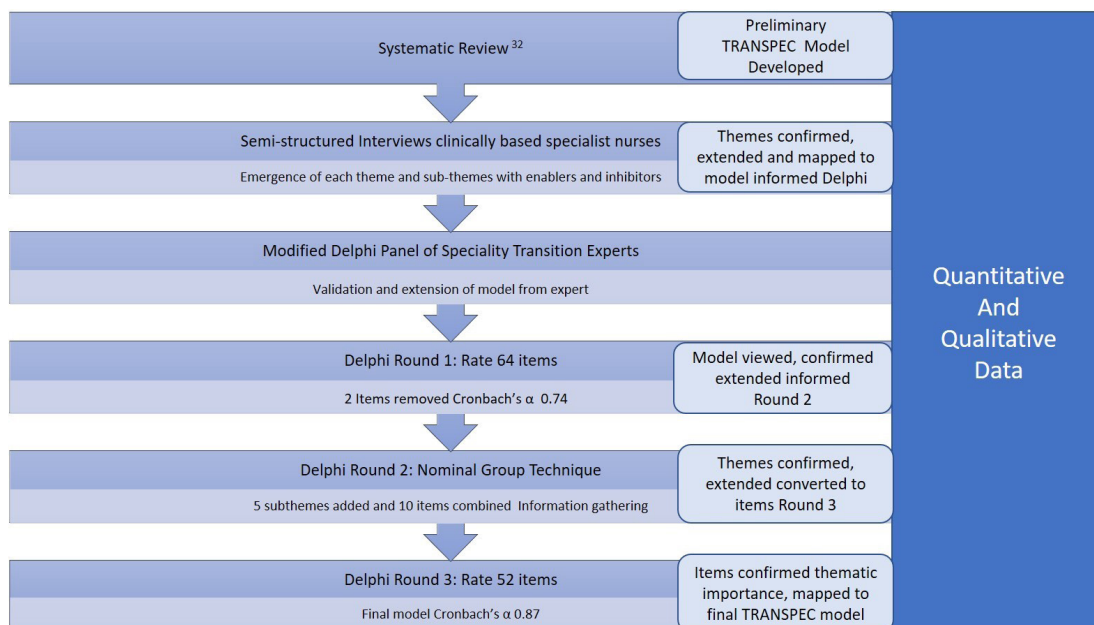 Systematic Review 32
Preliminary
TRANSPEC Model
Developed
Semi-structured Interviews clinically based specialist nurses
Emergence of each theme and sub-themes with enablers and inhibitors
Themes confirmed,
extended and mapped to
model informed Delphi
Modified Delphi Panel of Speciality Transition Experts
Validation and extension of model from expert
Delphi Round 1: Rate 64 items
2 Items removed Cronbach's α 0.74
Model viewed, confirmed
extended informed
Round 2
Delphi Round 2: Nominal Group Technique
5 subthemes added and 10 items combined Information gathering
Themes confirmed,
extended converted to
items Round 3
Delphi Round 3: Rate 52 items
Final model Cronbach's α 0.87
Items confirmed thematic
importance, mapped to
final TRANSPEC model
Quantitative
And
Qualitative
Data